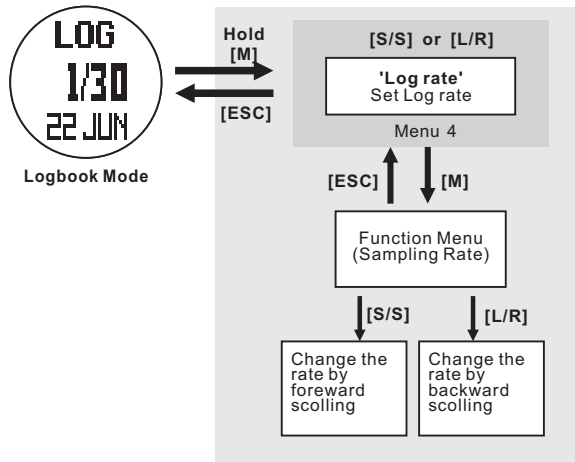 LOG
1/30
22 JUN
Logbook Mode
Hold
[M]
[ESC]
[S/S] or [L/R]
'Log rate'
Set Log rate
Menu 4
[ESC]
[M]
Function Menu
(Sampling Rate)
[S/S]
[L/R]
Change the
rate by
foreward
scolling
Change the
rate by
backward
scolling